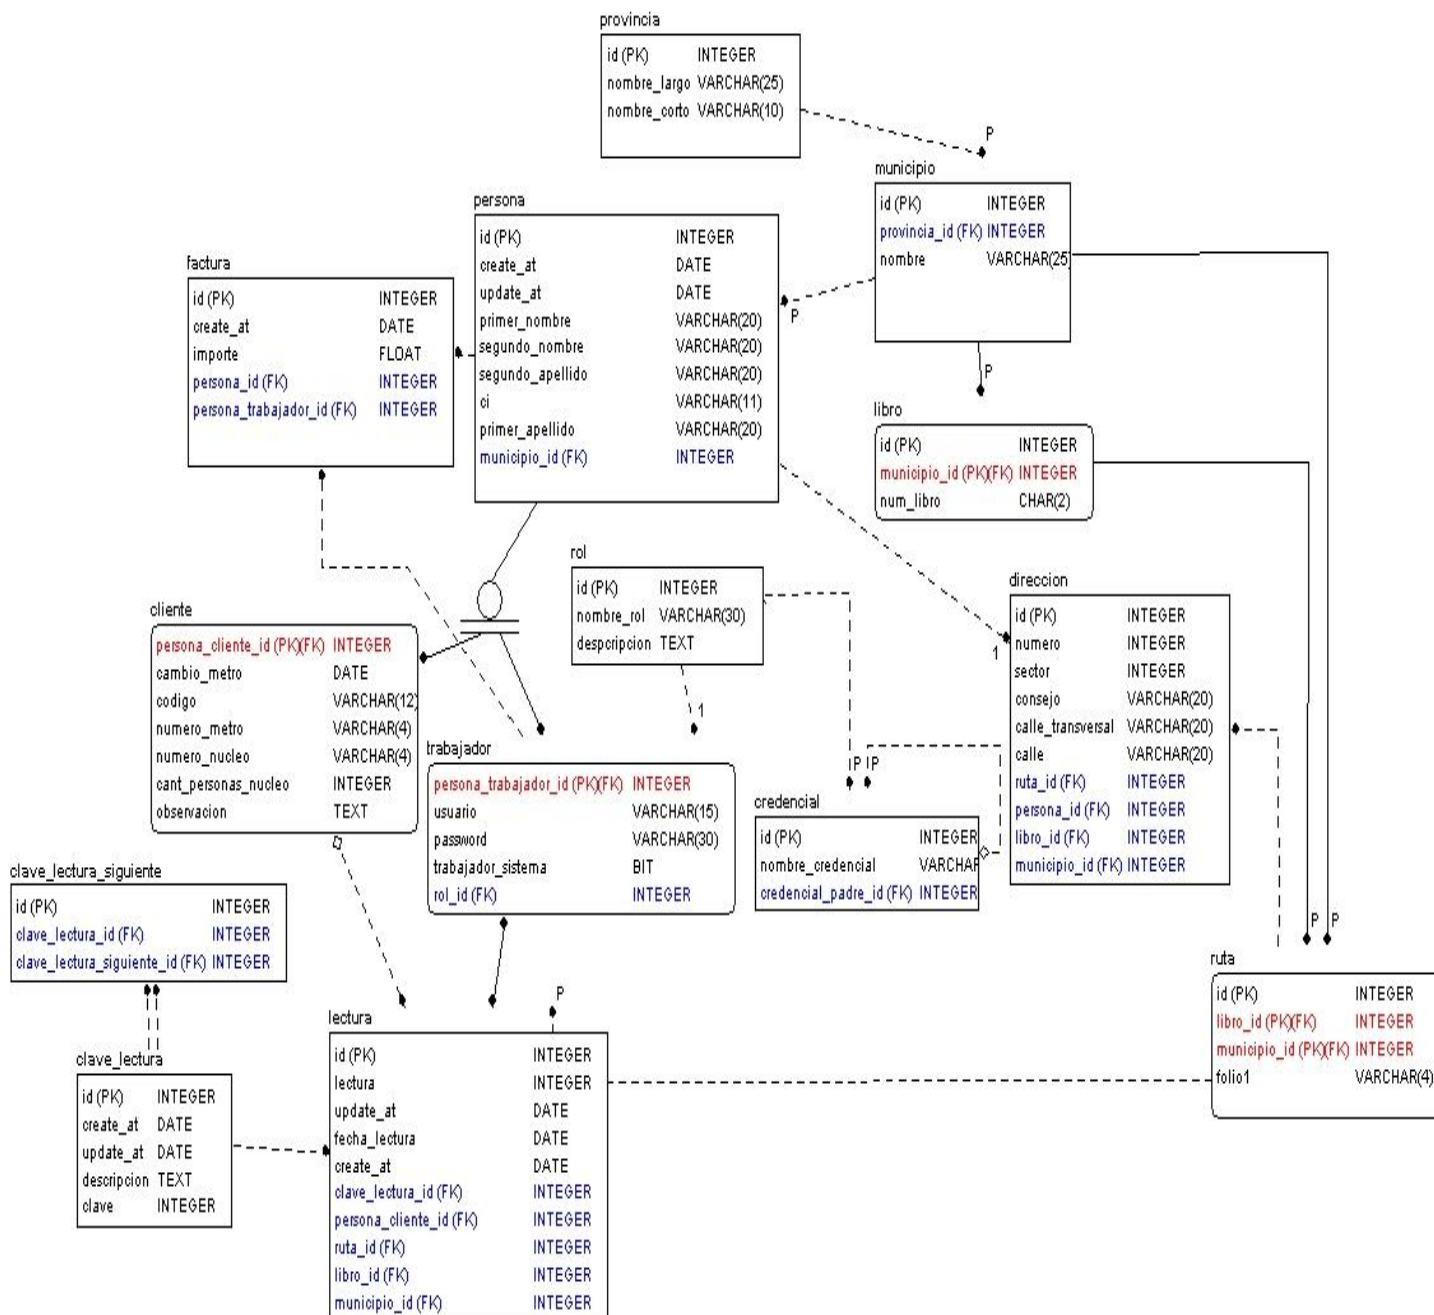 provincia
id (PK) INTEGER
nombre_largo VARCHAR(25)
nombre_corto VARCHAR(10)
P
municipio
id (PK) INTEGER
provincia_id (FK) INTEGER
nombre VARCHAR(25)
persona
id (PK) INTEGER
create_at DATE
update_at DATE
primer_nombre VARCHAR(20)
segundo_nombre VARCHAR(20)
segundo_apellido VARCHAR(20)
ci VARCHAR(11)
primer_apellido VARCHAR(20)
municipio_id (FK) INTEGER
P
factura
id (PK) INTEGER
create_at DATE
importe FLOAT
persona_id (FK) INTEGER
persona_trabajador_id (FK) INTEGER
P
libro
id (PK) INTEGER
municipio_id (PK)(FK) INTEGER
num_libro CHAR(2)
rol
id (PK) INTEGER
nombre_rol VARCHAR(30)
despcripcion TEXT
1
direccion
id (PK) INTEGER
numero INTEGER
sector INTEGER
consejo VARCHAR(20)
calle_transversal VARCHAR(20)
calle VARCHAR(20)
ruta_id (FK) INTEGER
persona_id (FK) INTEGER
libro_id (FK) INTEGER
municipio_id (FK) INTEGER
1
cliente
persona_cliente_id (PK)(FK) INTEGER
cambio_metro DATE
codigo VARCHAR(12)
numero_metro VARCHAR(4)
numero_nucleo VARCHAR(4)
cant_personas_nucleo INTEGER
observacion TEXT
trabajador
persona_trabajador_id (PK)(FK) INTEGER
usuario VARCHAR(15)
password VARCHAR(30)
trabajador_sistema BIT
rol_id (FK) INTEGER
P P
credencial
id (PK) INTEGER
nombre_credencial VARCHAR
credencial_padre_id (FK) INTEGER
clave_lectura_siguiente
id (PK) INTEGER
clave_lectura_id (FK) INTEGER
clave_lectura_siguiente_id (FK) INTEGER
P P
ruta
id (PK) INTEGER
libro_id (PK)(FK) INTEGER
municipio_id (PK)(FK) INTEGER
folio1 VARCHAR(4)
clave_lectura
id (PK) INTEGER
create_at DATE
update_at DATE
descripcion TEXT
clave INTEGER
P
lectura
id (PK) INTEGER
lectura INTEGER
update_at DATE
fecha_lectura DATE
create_at DATE
clave_lectura_id (FK) INTEGER
persona_cliente_id (FK) INTEGER
ruta_id (FK) INTEGER
libro_id (FK) INTEGER
municipio_id (FK) INTEGER